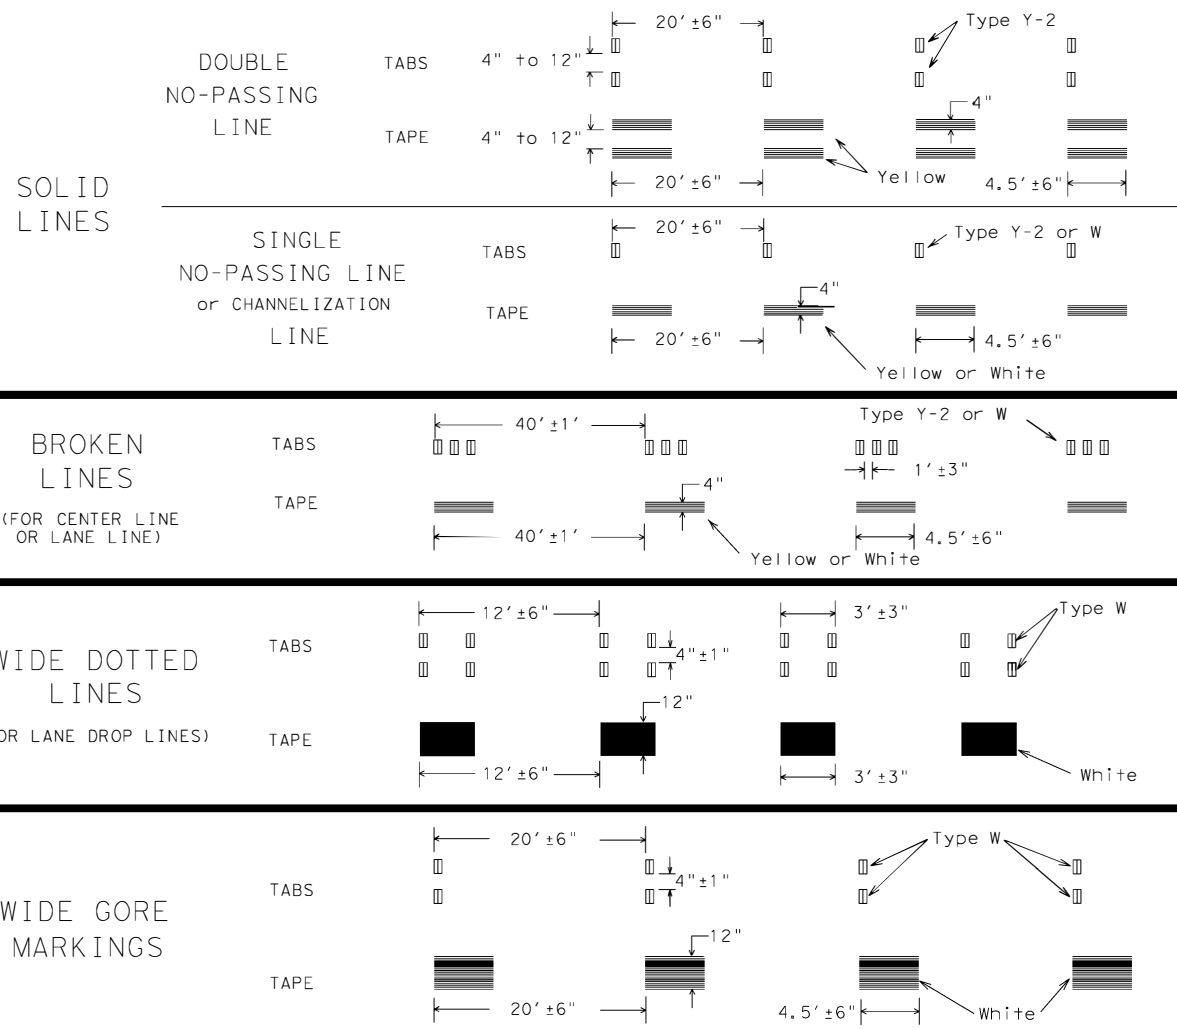 SOLID
LINES
DOUBLE
NO-PASSING
LINE
TABS
4" to 12"
20'±6"
Type Y-2
TAPE
4" to 12"
4"
20'±6"
Yellow
4.5'±6"
SINGLE
NO-PASSING LINE
or CHANNELIZATION
LINE
TABS
20'±6"
Type Y-2 or W
TAPE
4"
20'±6"
4.5'±6"
Yellow or White
BROKEN
LINES
(FOR CENTER LINE
OR LANE LINE)
TABS
40'±1'
Type Y-2 or W
1'±3"
TAPE
4"
40'±1'
4.5'±6"
Yellow or White
WIDE DOTTED
LINES
OR LANE DROP LINES)
TABS
12'±6"
3'±3"
Type W
4"±1"
TAPE
12"
12'±6"
3'±3"
White
WIDE GORE
MARKINGS
TABS
20'±6"
Type W
4"±1"
TAPE
12"
20'±6"
4.5'±6"
White